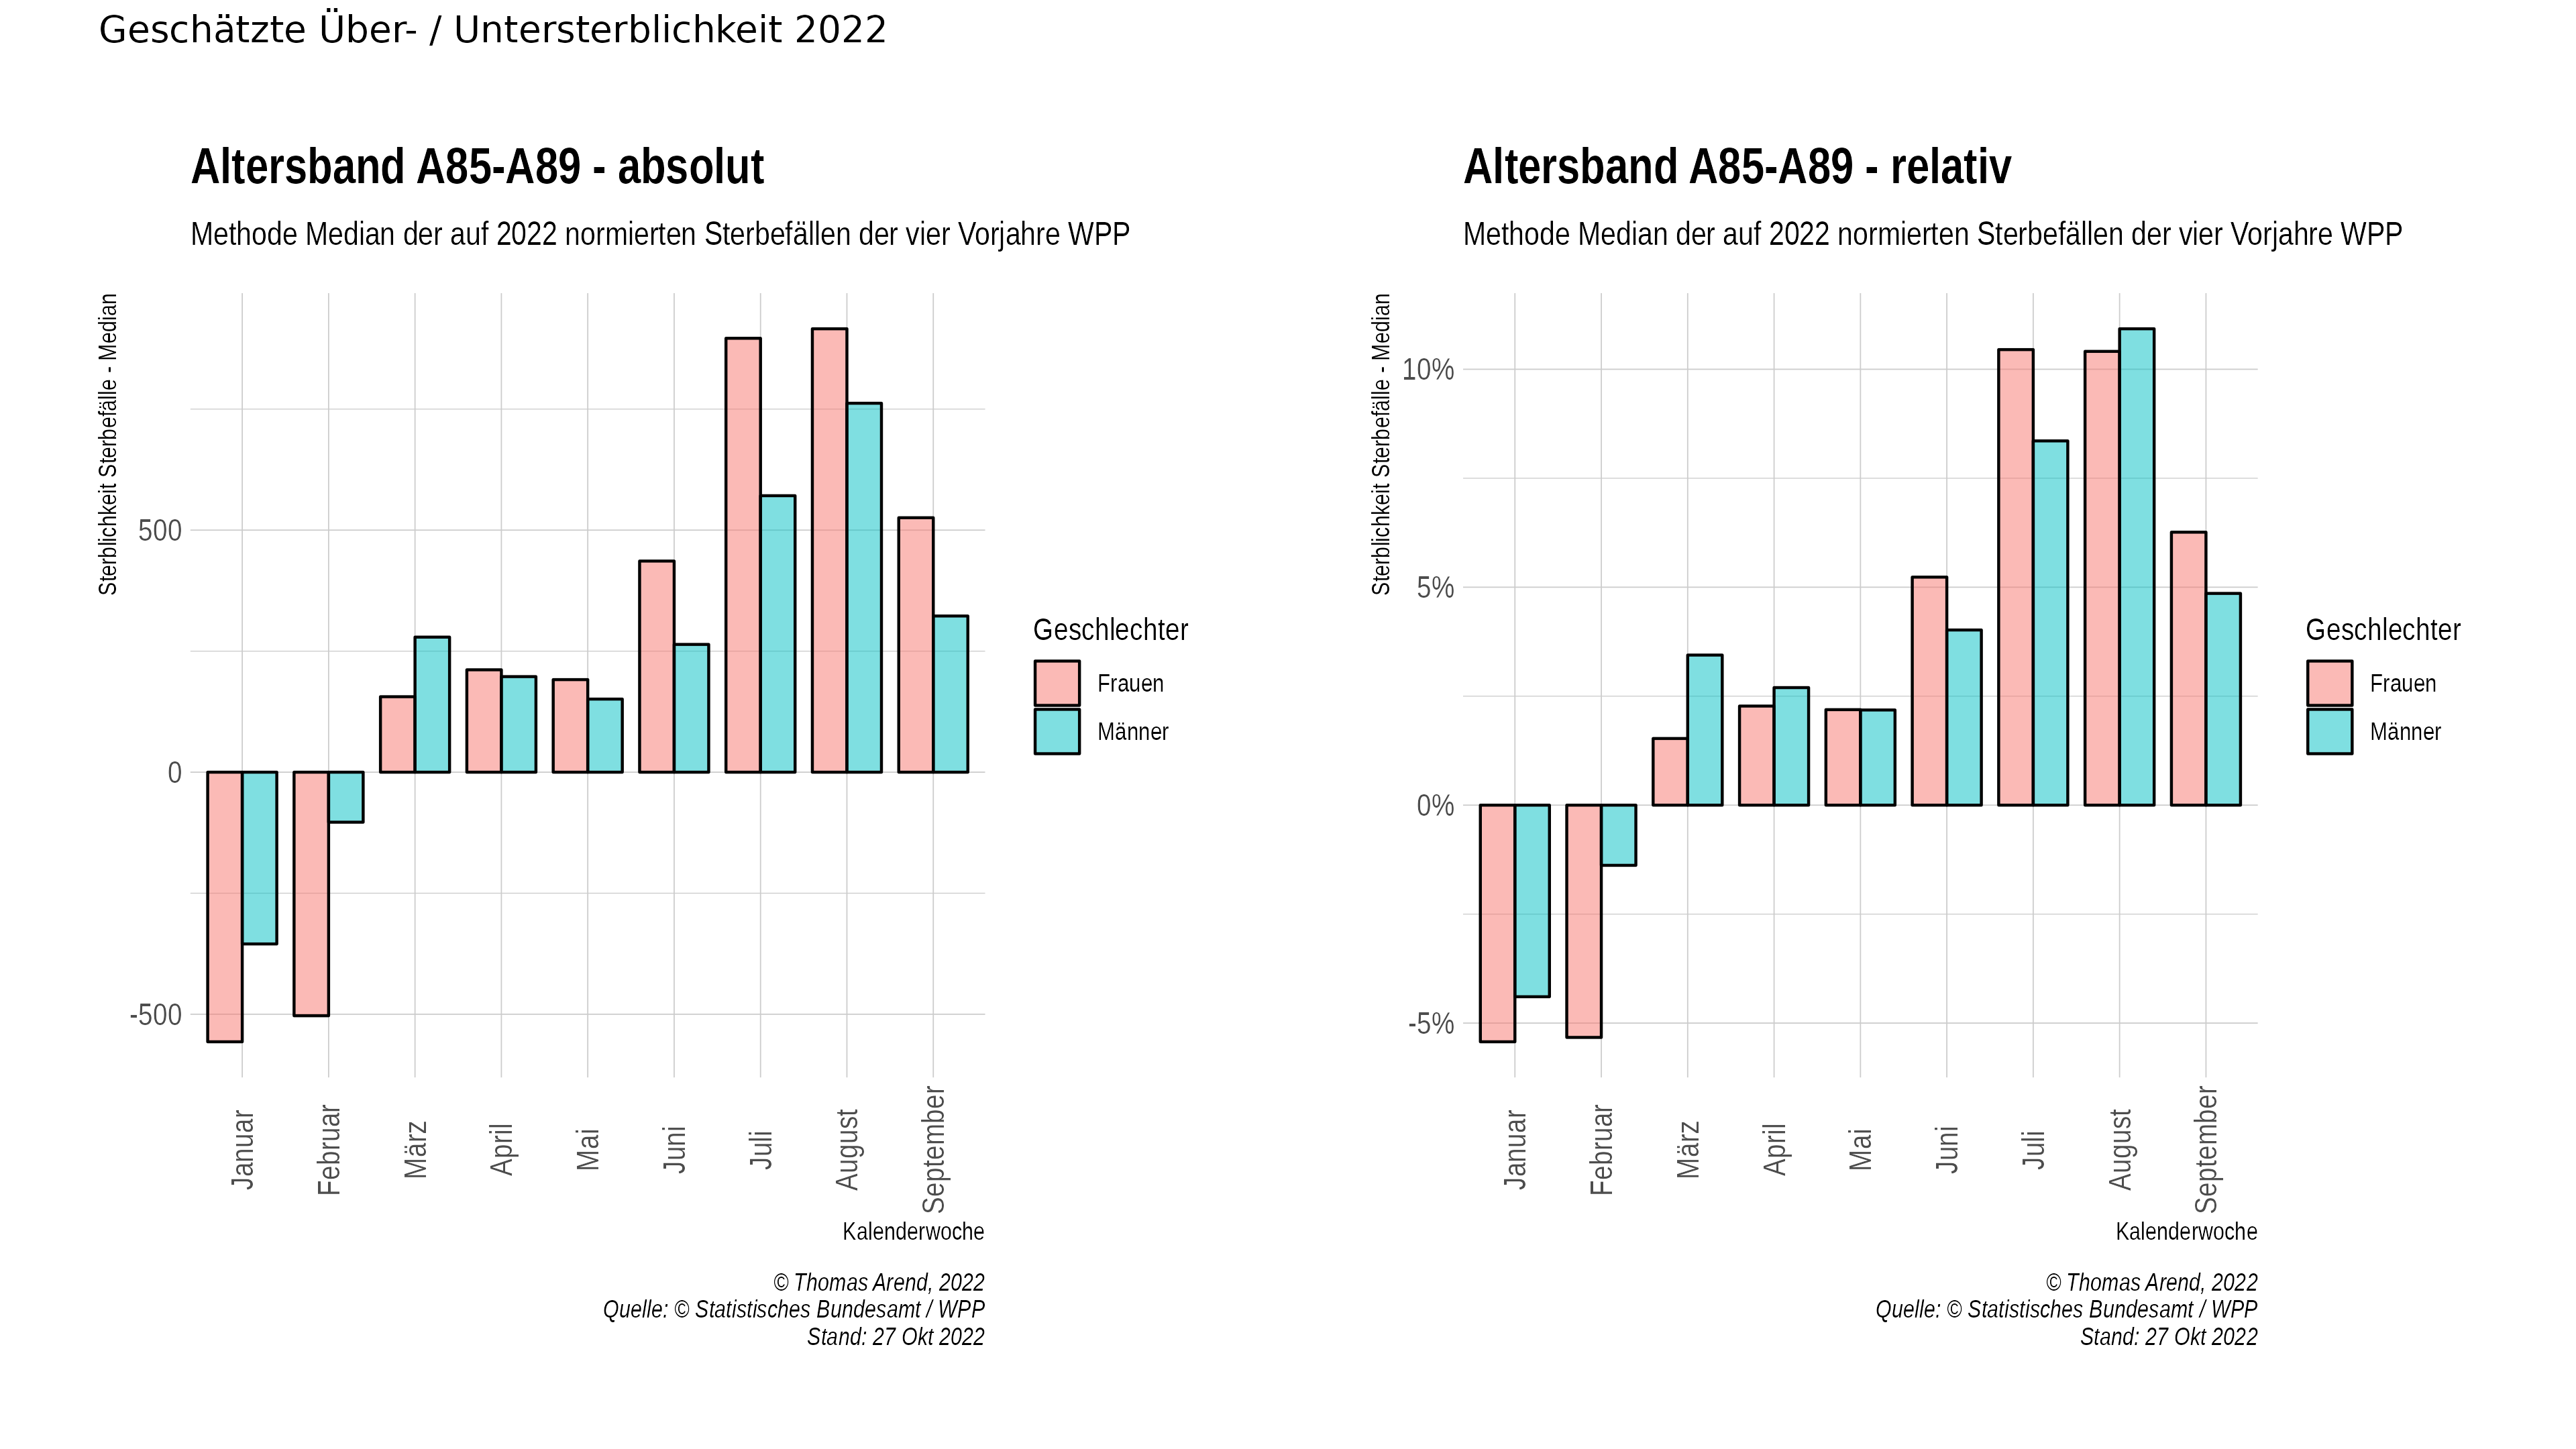 Geschätzte Über- / Untersterblichkeit 2022
Altersband A85-A89 - absolut
Methode Median der auf 2022 normierten Sterbefällen der vier Vorjahre WPP
Sterblichkeit Sterbefälle - Median
500
0
-500
Januar
Februar
März
April
Mai
Juni
Juli
August
September
Kalenderwoche
Geschlechter
Frauen
Männer
© Thomas Arend, 2022
Quelle: © Statistisches Bundesamt / WPP
Stand: 27 Okt 2022
Altersband A85-A89 - relativ
Methode Median der auf 2022 normierten Sterbefällen der vier Vorjahre WPP
Sterblichkeit Sterbefälle - Median
10%
5%
0%
-5%
Januar
Februar
März
April
Mai
Juni
Juli
August
September
Kalenderwoche
Geschlechter
Frauen
Männer
© Thomas Arend, 2022
Quelle: © Statistisches Bundesamt / WPP
Stand: 27 Okt 2022